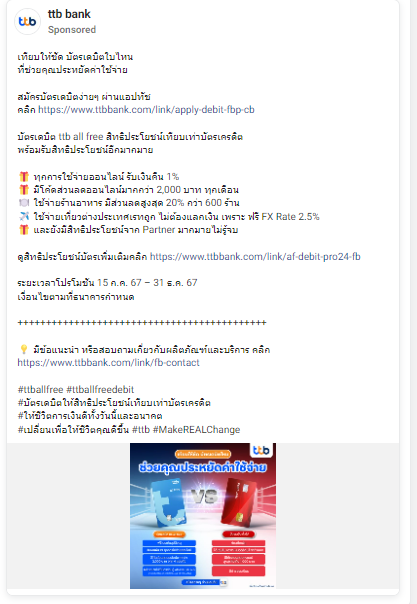 ttb bank
Sponsored
เทียบให้ชัด บัตรเดบิตใบไหน
ที่ช่วยคุณประหยัดค่าใช้จ่าย
สมัครบัตรเดบิตง่ายๆ ผ่านแอปทัช
คลิก https://www.ttbbank.com/link/apply-debit-fbp-cb
บัตรเดบิต ttb all free สิทธิประโยชน์เทียบเท่าบัตรเครดิต
พร้อมรับสิทธิประโยชน์อีกมากมาย
🎁 ทุกการใช้จ่ายออนไลน์ รับเงินคืน 1%
🎁 มีโค้ดส่วนลดออนไลน์มากกว่า 2,000 บาท ทุกเดือน
🍽️ ใช้จ่ายร้านอาหาร มีส่วนลดสูงสุด 20% กว่า 600 ร้าน
✈️ ใช้จ่ายเที่ยวต่างประเทศเรทถูก ไม่ต้องแลกเงิน เพราะ ฟรี FX Rate 2.5%
🎁 และยังมีสิทธิประโยชน์จาก Partner มากมายไม่รู้จบ
ดูสิทธิประโยชน์บัตรเพิ่มเติมคลิก https://www.ttbbank.com/link/af-debit-pro24-fb
ระยะเวลาโปรโมชัน 15 ก.ค. 67 – 31 ธ.ค. 67
เงื่อนไขตามที่ธนาคารกำหนด
++++++++++++++++++++++++++++++++++++++++++++
💡 มีข้อแนะนำ หรือสอบถามเกี่ยวกับผลิตภัณฑ์และบริการ คลิก
https://www.ttbbank.com/link/fb-contact
#ttballfree #ttballfreedebit
#บัตรเดบิตให้สิทธิประโยชน์เทียบเท่าบัตรเครดิต
#ให้ชีวิตการเงินดีทั้งวันนี้และอนาคต
#เปลี่ยนเพื่อให้ชีวิตคุณดีขึ้น #ttb #MakeREALChange
ttb
ช่วยคุณประหยัดค่าใช้จ่าย
VS